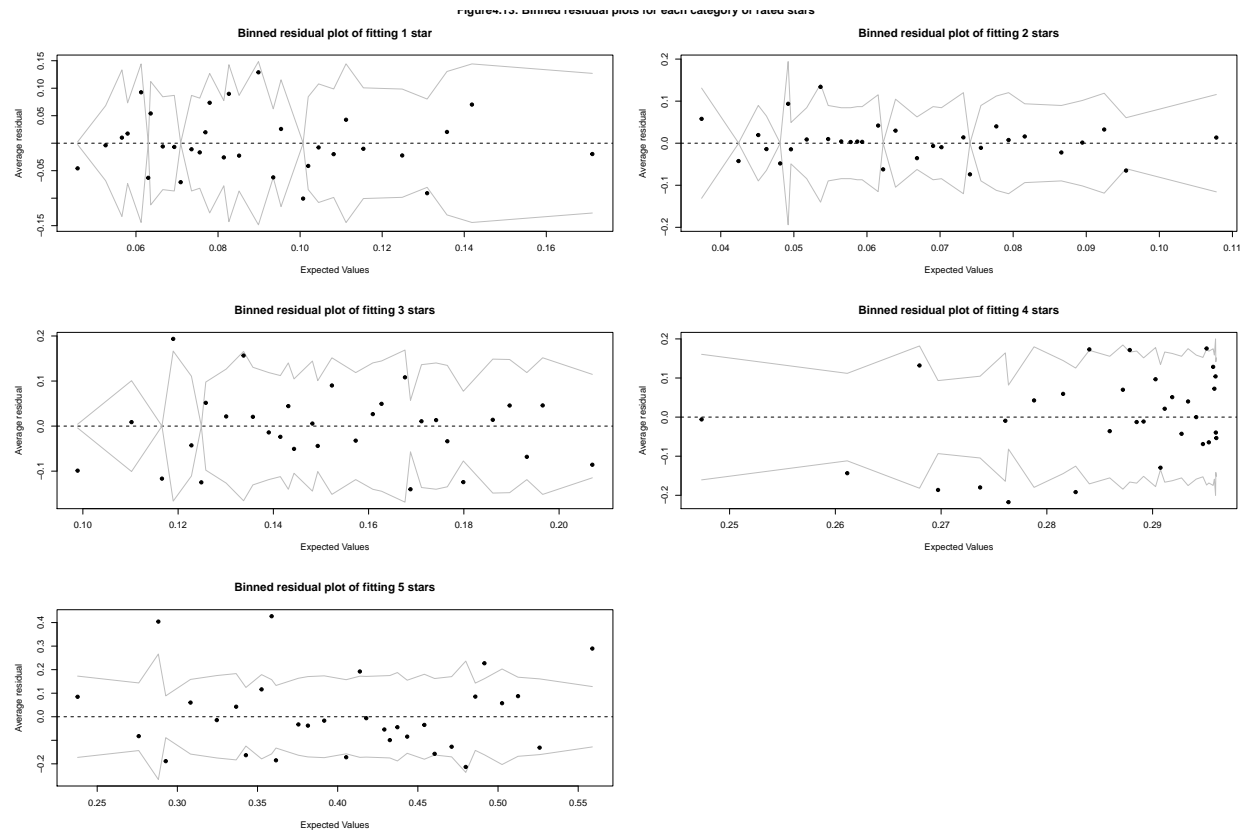 Figure4.13: Binned residual plots for each category of rated stars
Binned residual plot of fitting 1 star
Average residual
−0.15 −0.05 0.05 0.10 0.15
0.06 0.08 0.10 0.12 0.14 0.16
Expected Values
Binned residual plot of fitting 2 stars
Average residual
−0.2 −0.1 0.0 0.1 0.2
0.04 0.05 0.06 0.07 0.08 0.09 0.10 0.11
Expected Values
Binned residual plot of fitting 3 stars
Average residual
−0.1 0.0 0.1 0.2
0.10 0.12 0.14 0.16 0.18 0.20
Expected Values
Binned residual plot of fitting 4 stars
Average residual
−0.2 −0.1 0.0 0.1 0.2
0.25 0.26 0.27 0.28 0.29
Expected Values
Binned residual plot of fitting 5 stars
Average residual
−0.2 0.0 0.1 0.2 0.3 0.4
0.25 0.30 0.35 0.40 0.45 0.50 0.55
Expected Values